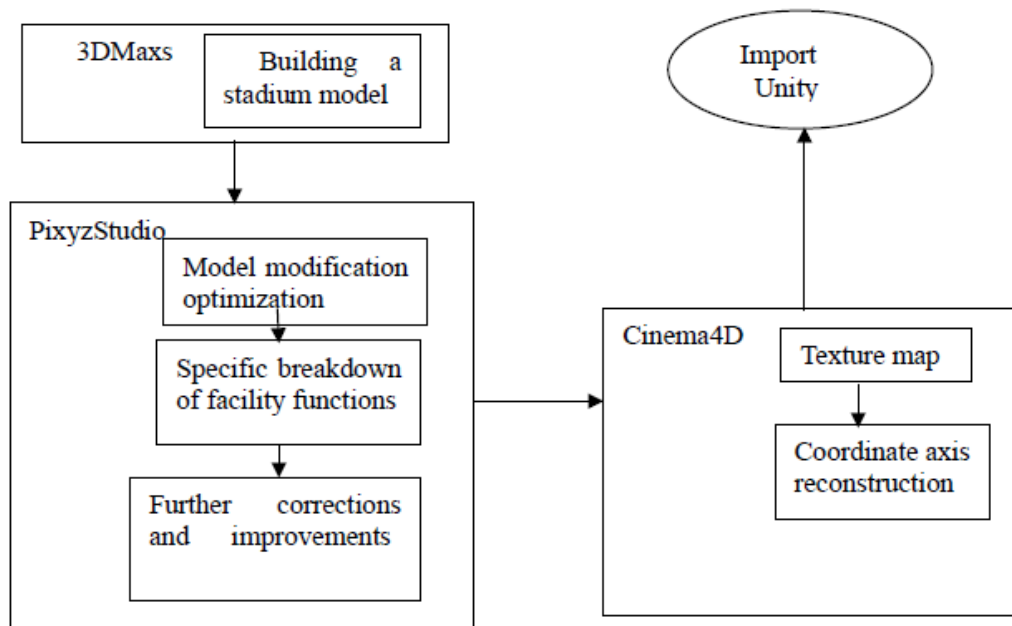 3DMaxs
Building a
stadium model
PixyzStudio
Model modification
optimization
Specific breakdown
of facility functions
Further corrections
and improvements
Cinema4D
Texture map
Coordinate axis
reconstruction
Import
Unity